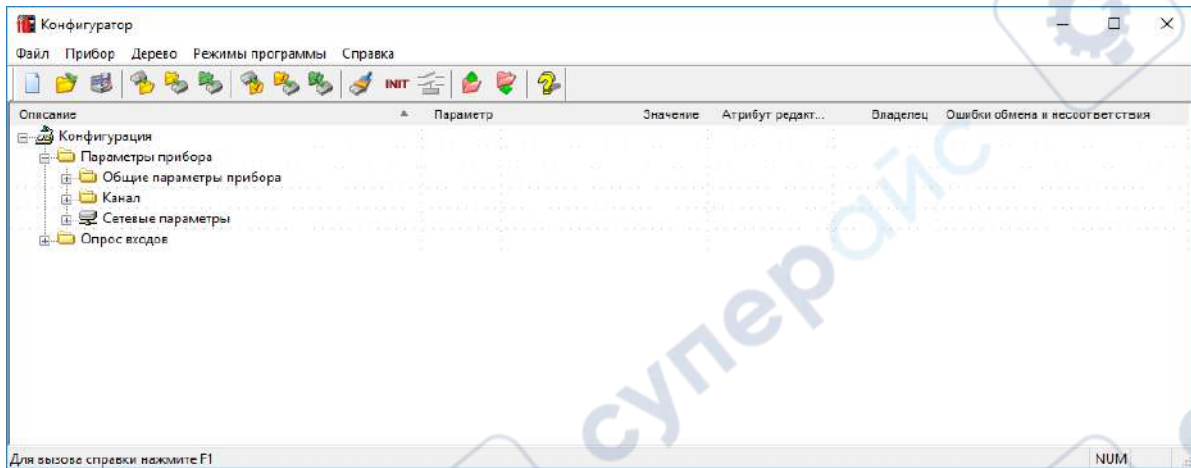 Конфигуратор
Файл Прибор Дерево Режимы программы Справка
INIT
Описание Параметр Значение Атрибут редакт... Владелец Ошибки обмена и несоответствия
Конфигурация
Параметры прибора
Общие параметры прибора
Канал
Сетевые параметры
Опрос входов
суперайс
Для вызова справки нажмите F1 NUM